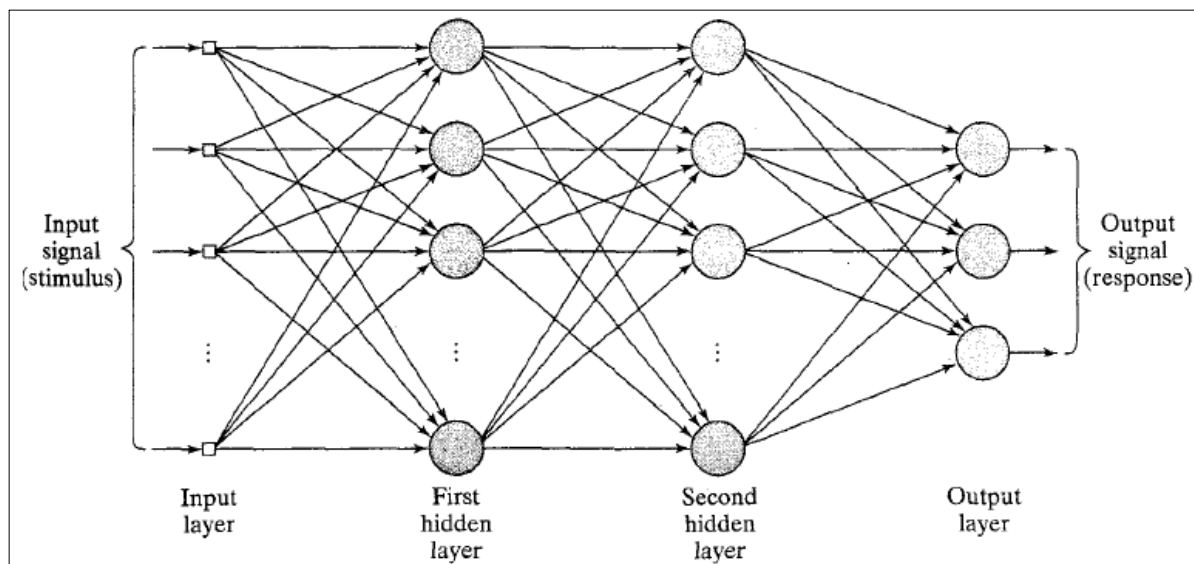 Input
signal
(stimulus)
Output
signal
(response)
Input
layer
First
hidden
layer
Second
hidden
layer
Output
layer